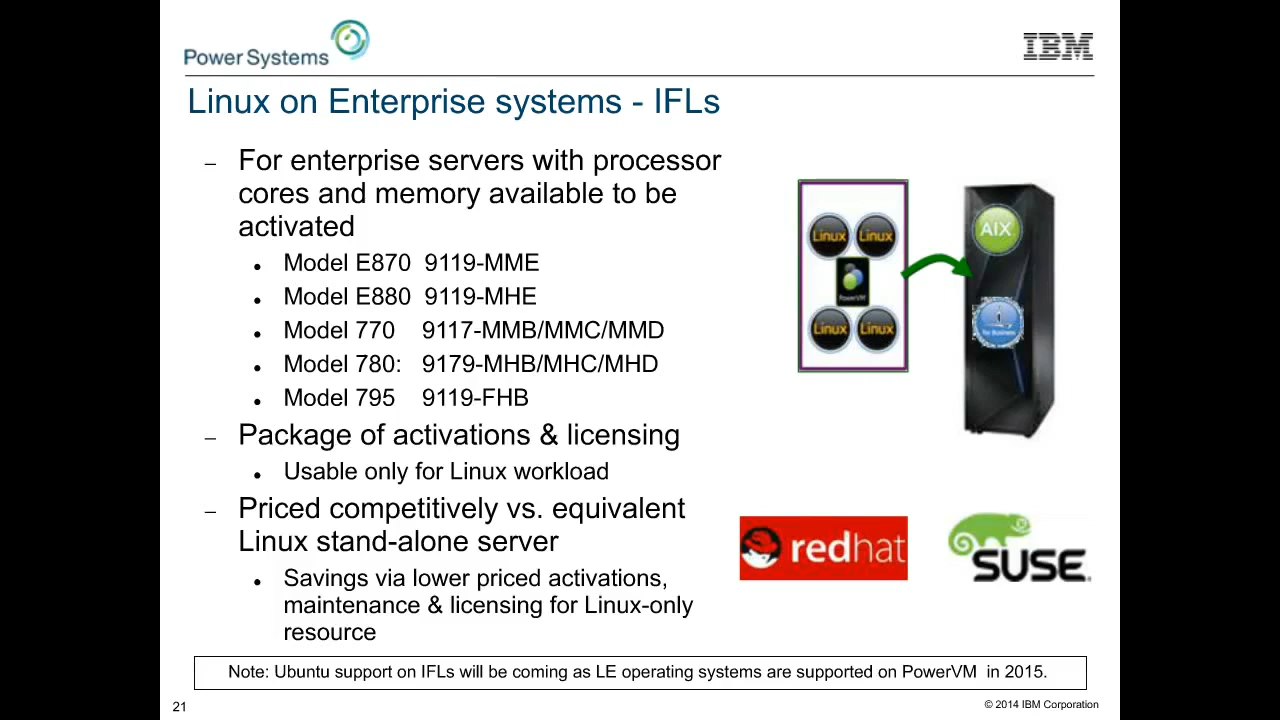 Power Systems
IBM
Linux on Enterprise systems - IFLs
– For enterprise servers with processor
cores and memory available to be
activated
• Model E870 9119-MME
• Model E880 9119-MHE
• Model 770 9117-MMB/MMC/MMD
• Model 780: 9179-MHB/MHC/MHD
• Model 795 9119-FHB
– Package of activations & licensing
• Usable only for Linux workload
– Priced competitively vs. equivalent
Linux stand-alone server
• Savings via lower priced activations,
maintenance & licensing for Linux-only
resource
Linux Linux
PowerVM
Linux Linux
AIX
i
for Business
redhat
SUSE
Note: Ubuntu support on IFLs will be coming as LE operating systems are supported on PowerVM in 2015.
21
© 2014 IBM Corporation